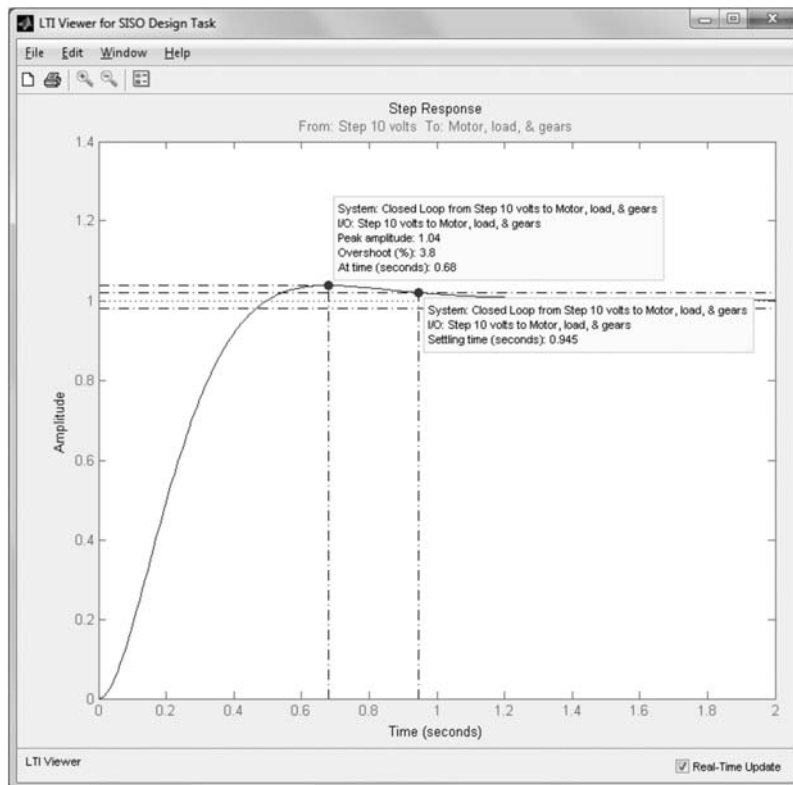 LTI Viewer for SISO Design Task
File Edit Window Help
Step Response
From: Step 10 volts To: Motor, load, & gears
1.4
1.2
1
0.8
0.6
0.4
0.2
0
Amplitude
System: Closed Loop from Step 10 volts to Motor, load, & gears
I/O: Step 10 volts to Motor, load, & gears
Peak amplitude: 1.04
Overshoot (%): 3.8
At time (seconds): 0.68
System: Closed Loop from Step 10 volts to Motor, load, & gears
I/O: Step 10 volts to Motor, load, & gears
Settling time (seconds): 0.945
0 0.2 0.4 0.6 0.8 1 1.2 1.4 1.6 1.8 2
Time (seconds)
LTI Viewer
Real-Time Update